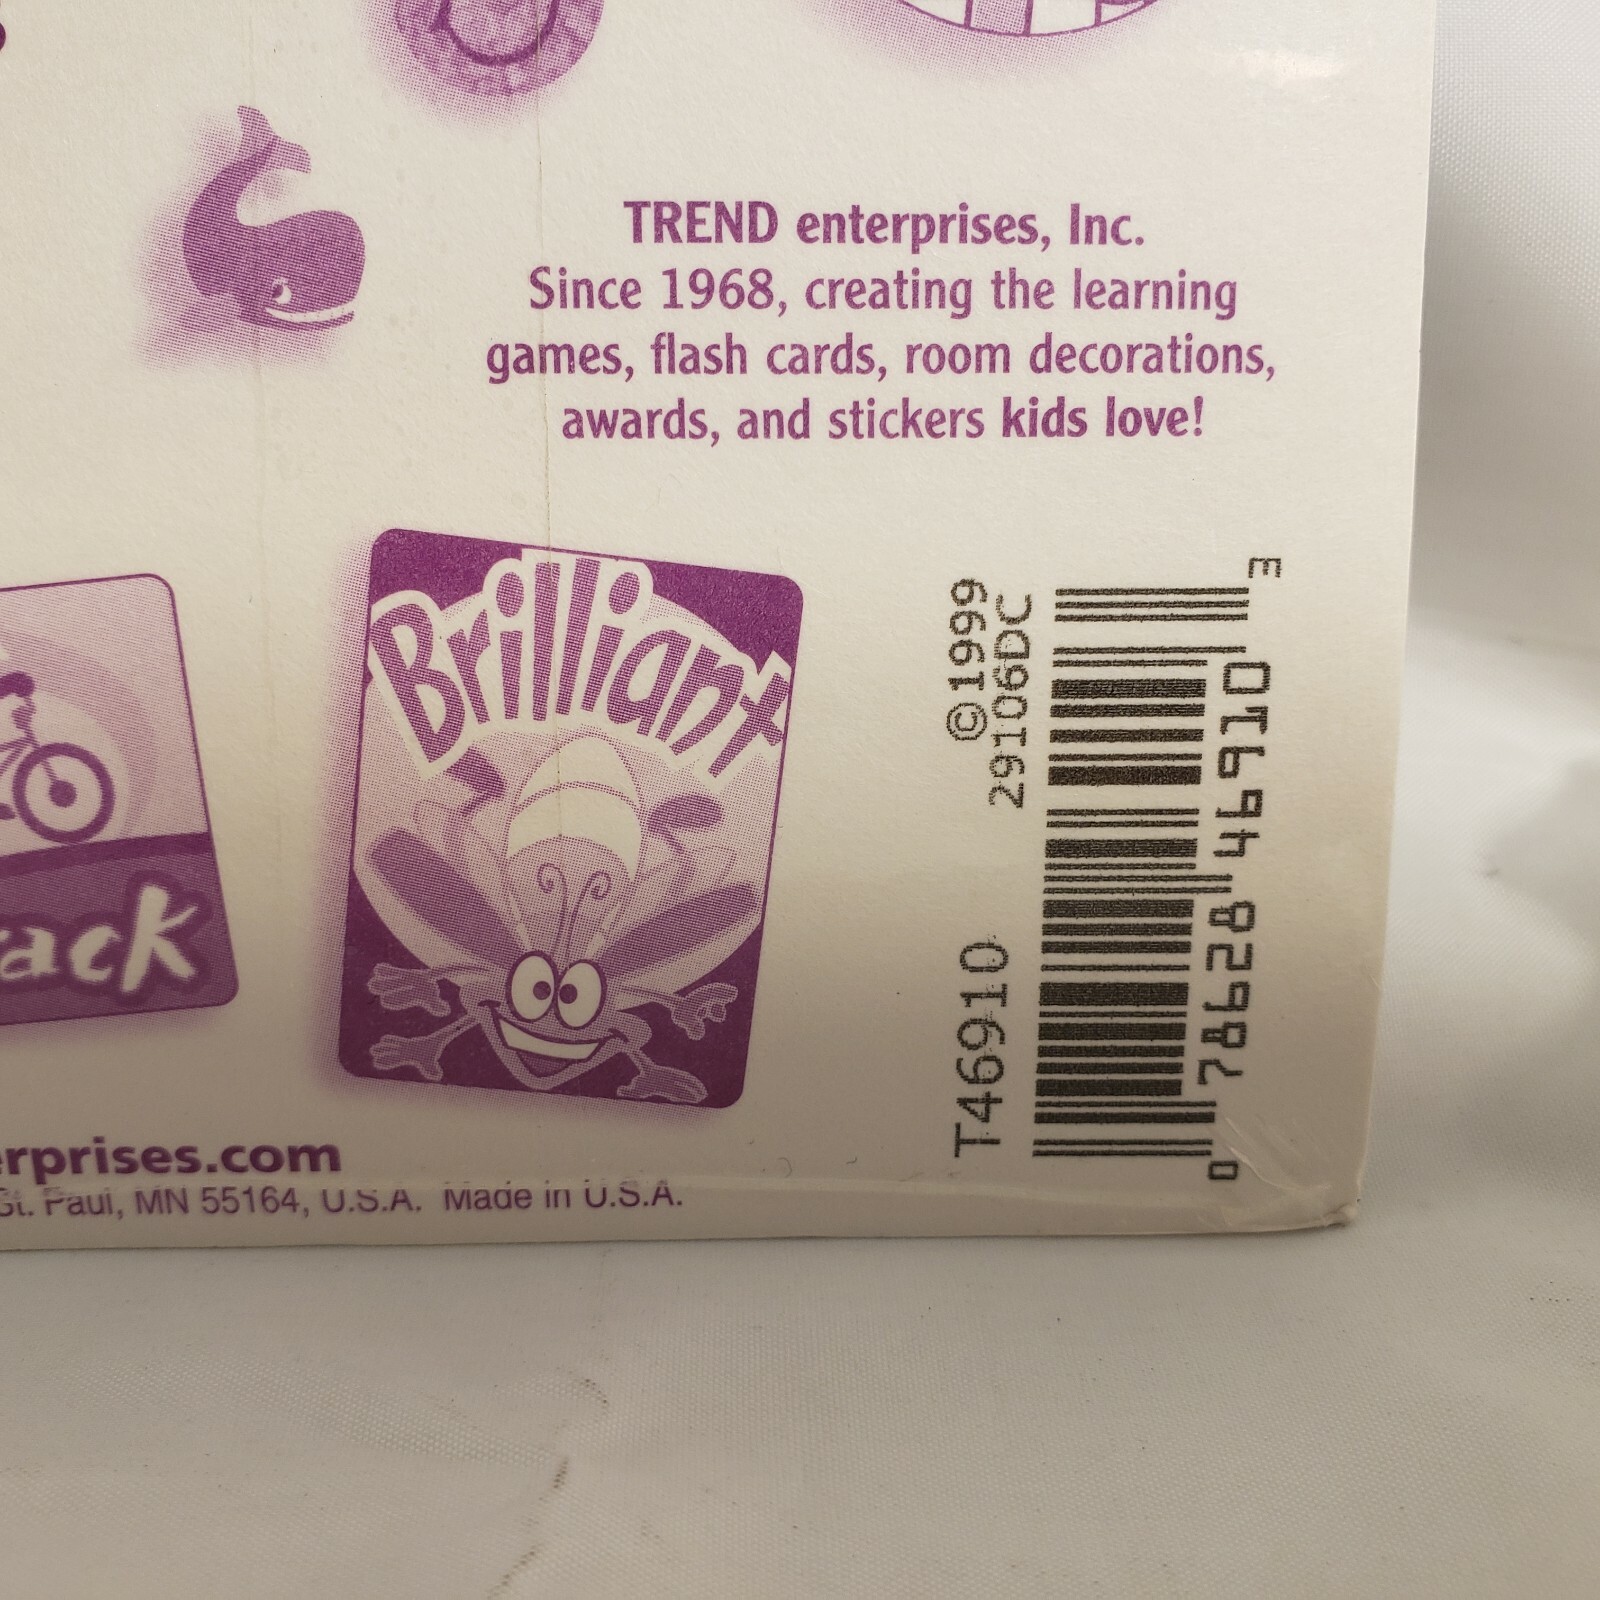 TREND enterprises, Inc.
Since 1968, creating the learning
games, flash cards, room decorations,
awards, and stickers kids love!
Brilliant
ack
©1999
29106DC
T46910
0 78628 46910 3
erprises.com
St. Paul, MN 55164, U.S.A. Made in U.S.A.